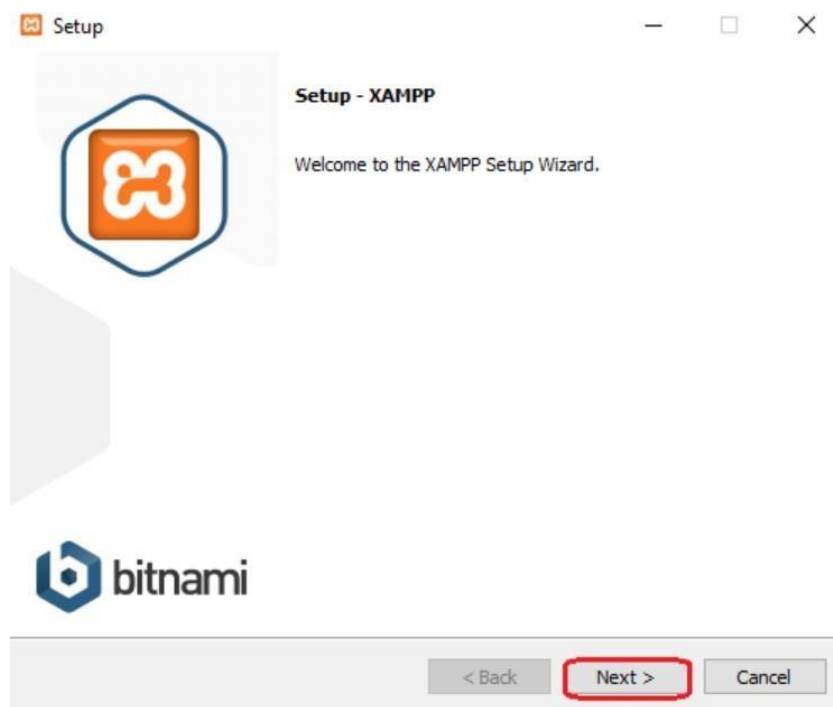 Setup
Setup - XAMPP
Welcome to the XAMPP Setup Wizard.
bitnami
< Back
Next >
Cancel